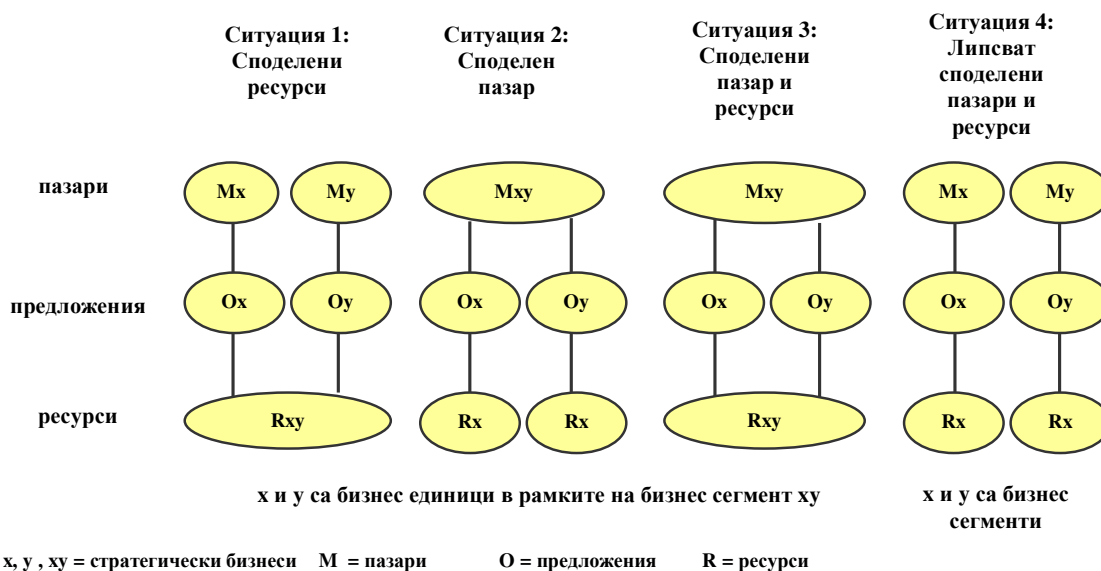 Ситуация 1:
Сподeлени
ресурси
Ситуация 2:
Споделен
пазар
Ситуация 3:
Споделени
пазар и
ресурси
Ситуация 4:
Липсват
споделени
пазари и
ресурси
пазари
Mx My Mxy Mxy Mx My
предложения
Ox Oy Ox Oy Ox Oy Ox Oy
ресурси
Rxy Rx Rx Rxy Rx Rx
x и y са бизнес единици в рамките на бизнес сегмент xy
x и y са бизнес
сегменти
x, y , xy = стратегически бизнеси M = пазари O = предложения R = ресурси